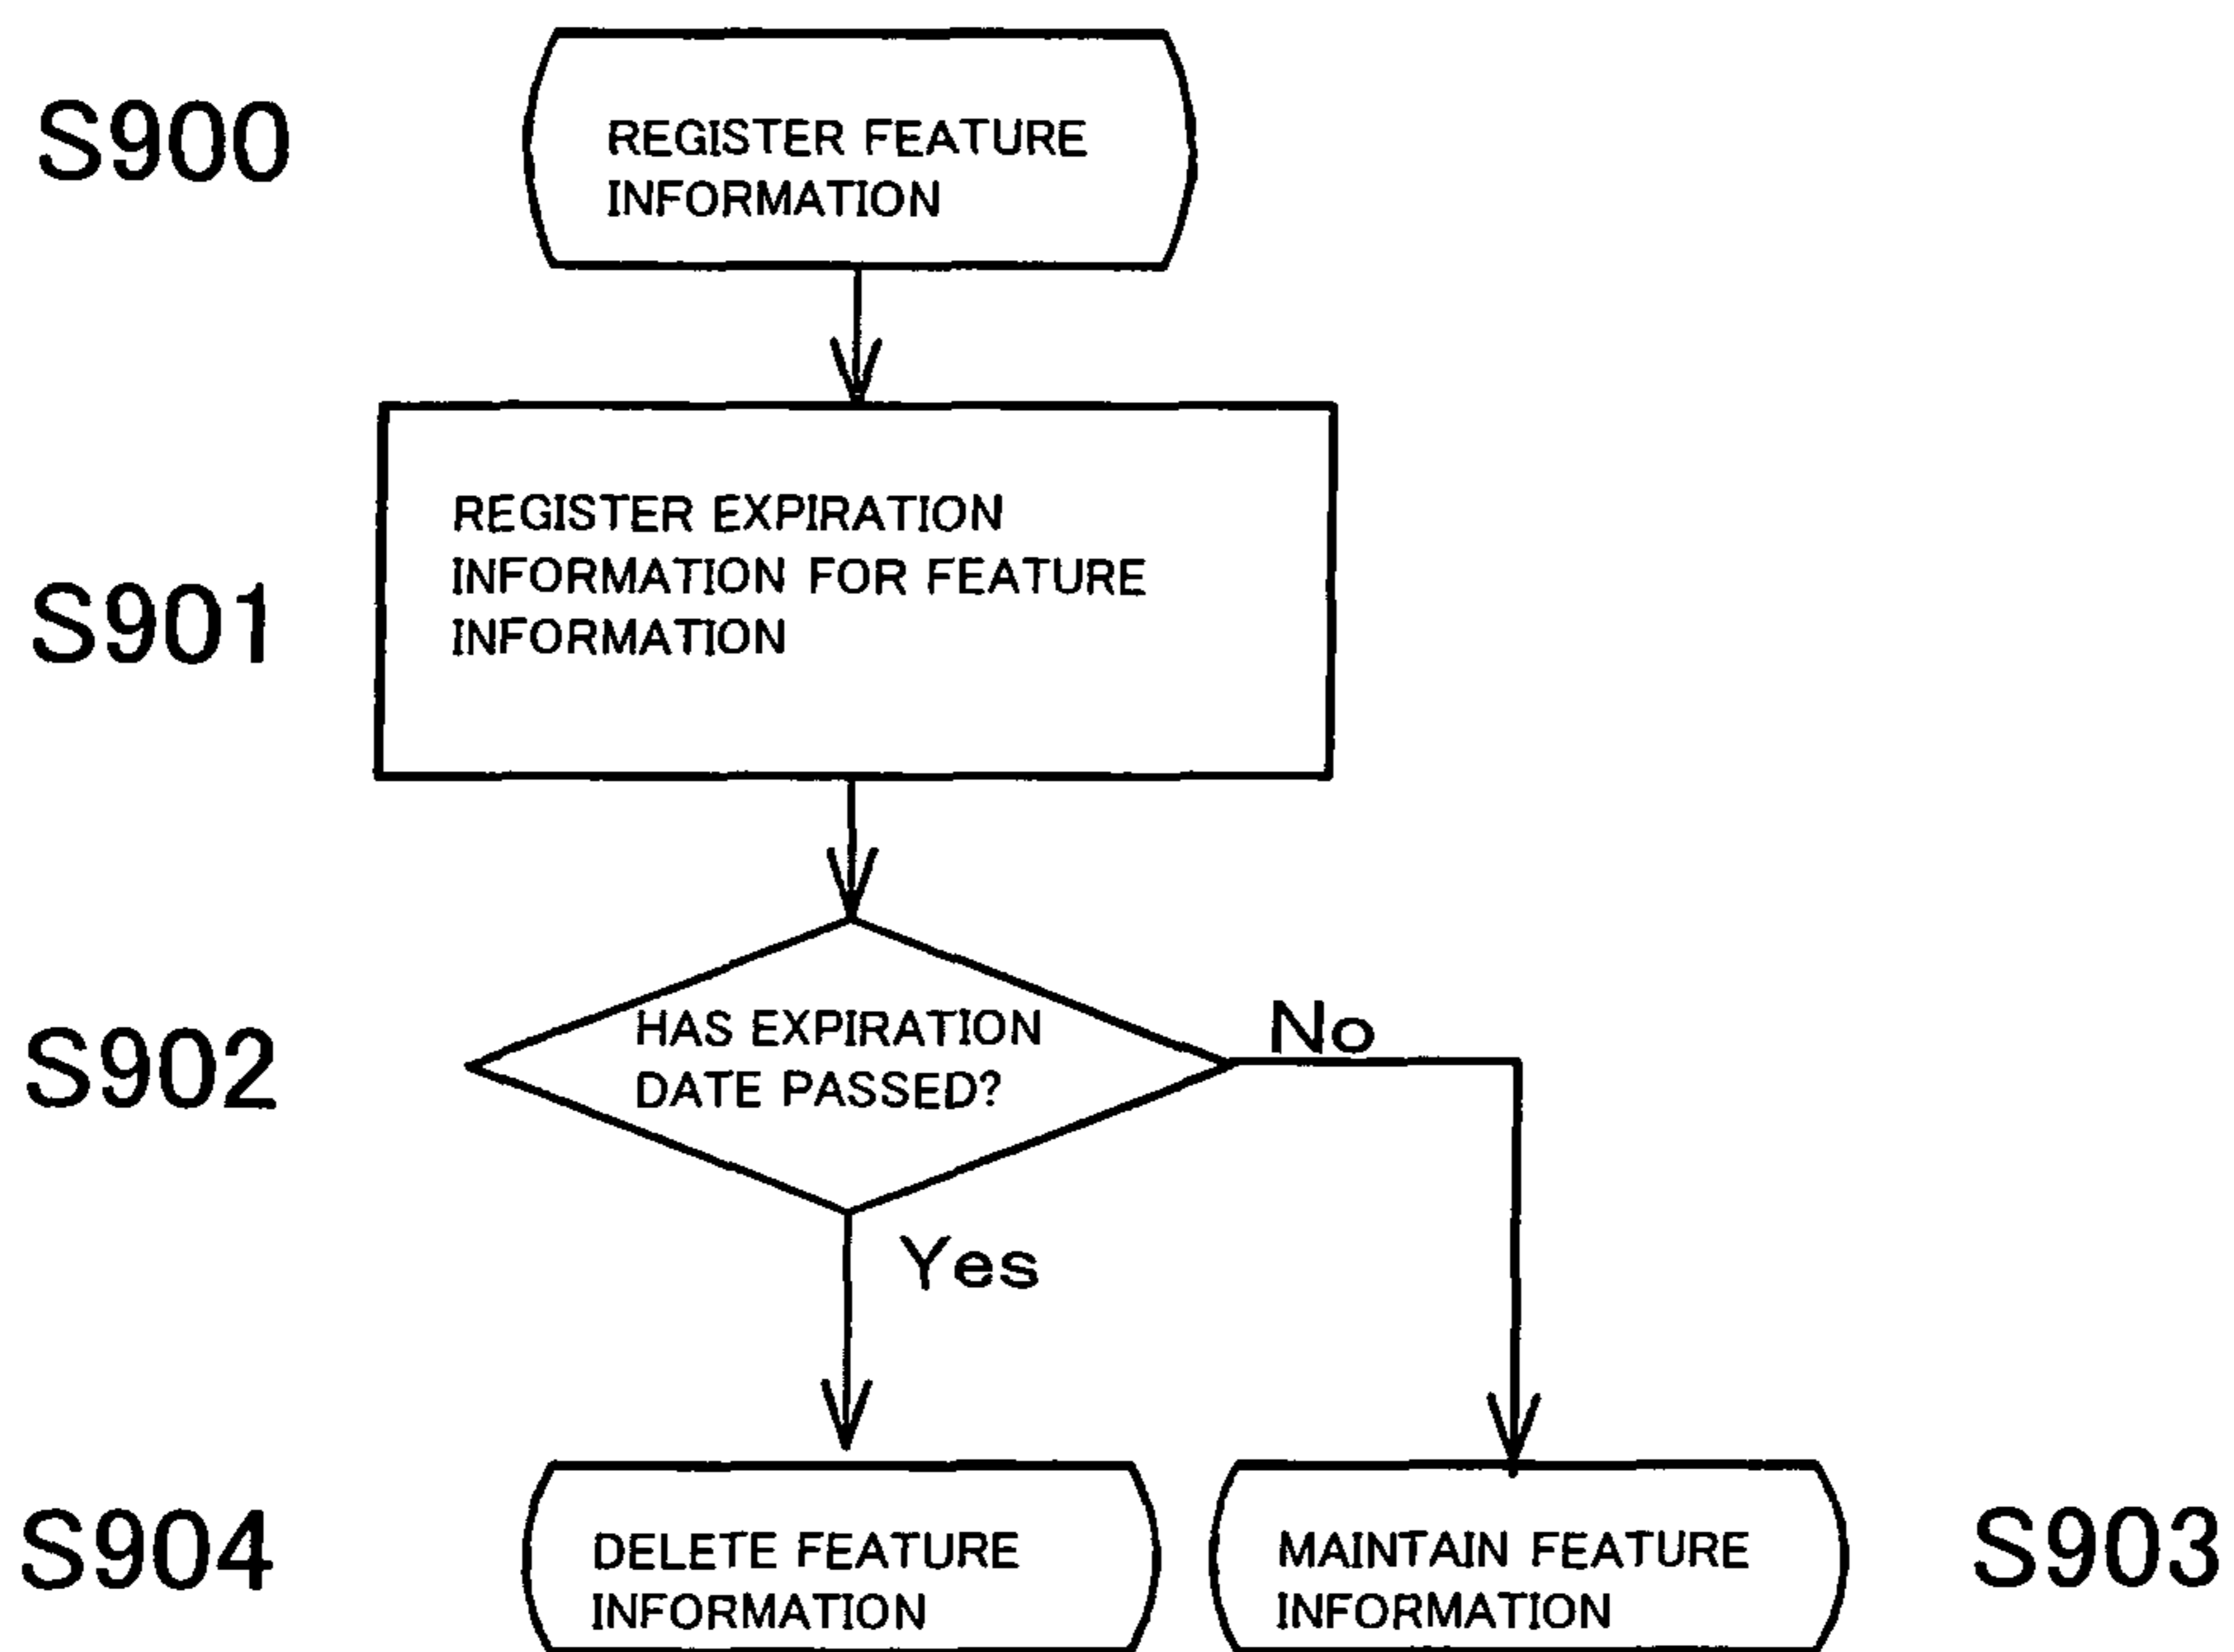 S900
REGISTER FEATURE
INFORMATION
S901
REGISTER EXPIRATION
INFORMATION FOR FEATURE
INFORMATION
S902
HAS EXPIRATION
DATE PASSED?
No
Yes
S904
DELETE FEATURE
INFORMATION
MAINTAIN FEATURE
INFORMATION
S903